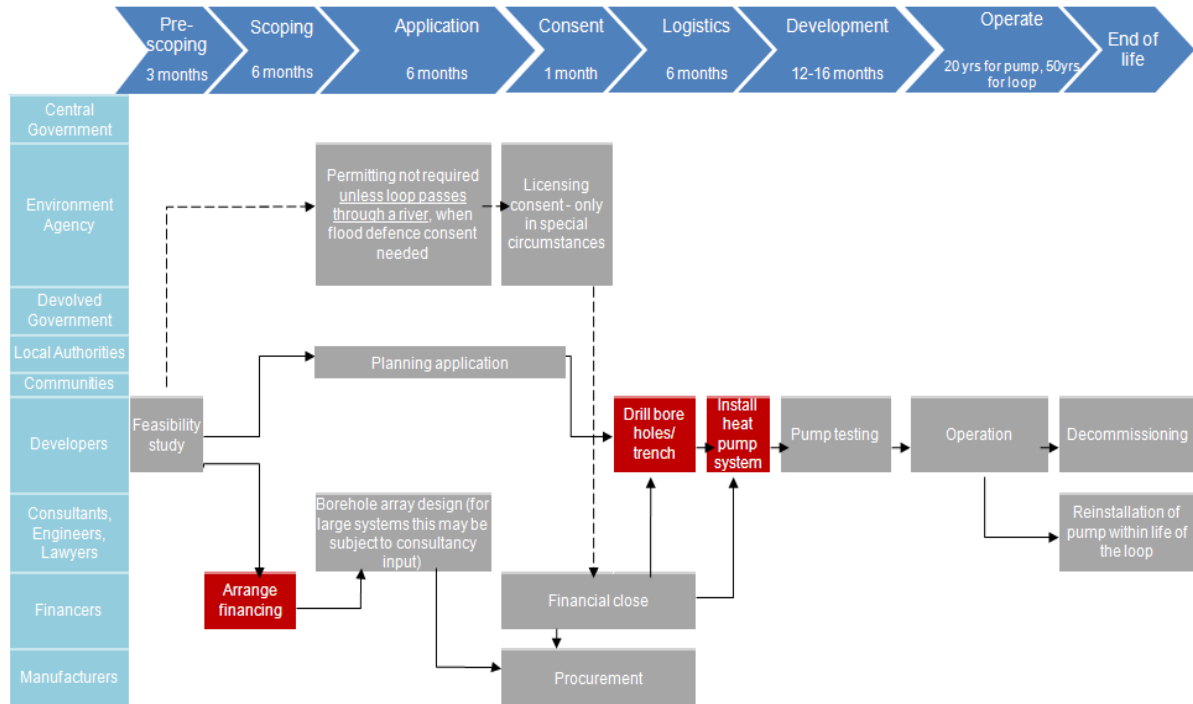 Pre-
scoping
3 months
Scoping
6 months
Application
6 months
Consent
1 month
Logistics
6 months
Development
12-16 months
Operate
20 yrs for pump, 50yrs
for loop
End of
life
Central
Government
Environment
Agency
Permitting not required
unless loop passes
through a river, when
flood defence consent
needed
Licensing
consent - only
in special
circumstances
Devolved
Government
Local Authorities
Planning application
Communities
Developers
Feasibility
study
Drill bore
holes/
trench
Install
heat
pump
system
Pump testing
Operation
Decommissioning
Consultants,
Engineers,
Lawyers
Borehole array design (for
large systems this may be
subject to consultancy
input)
Reinstallation of
pump within life of
the loop
Financers
Arrange
financing
Financial close
Manufacturers
Procurement